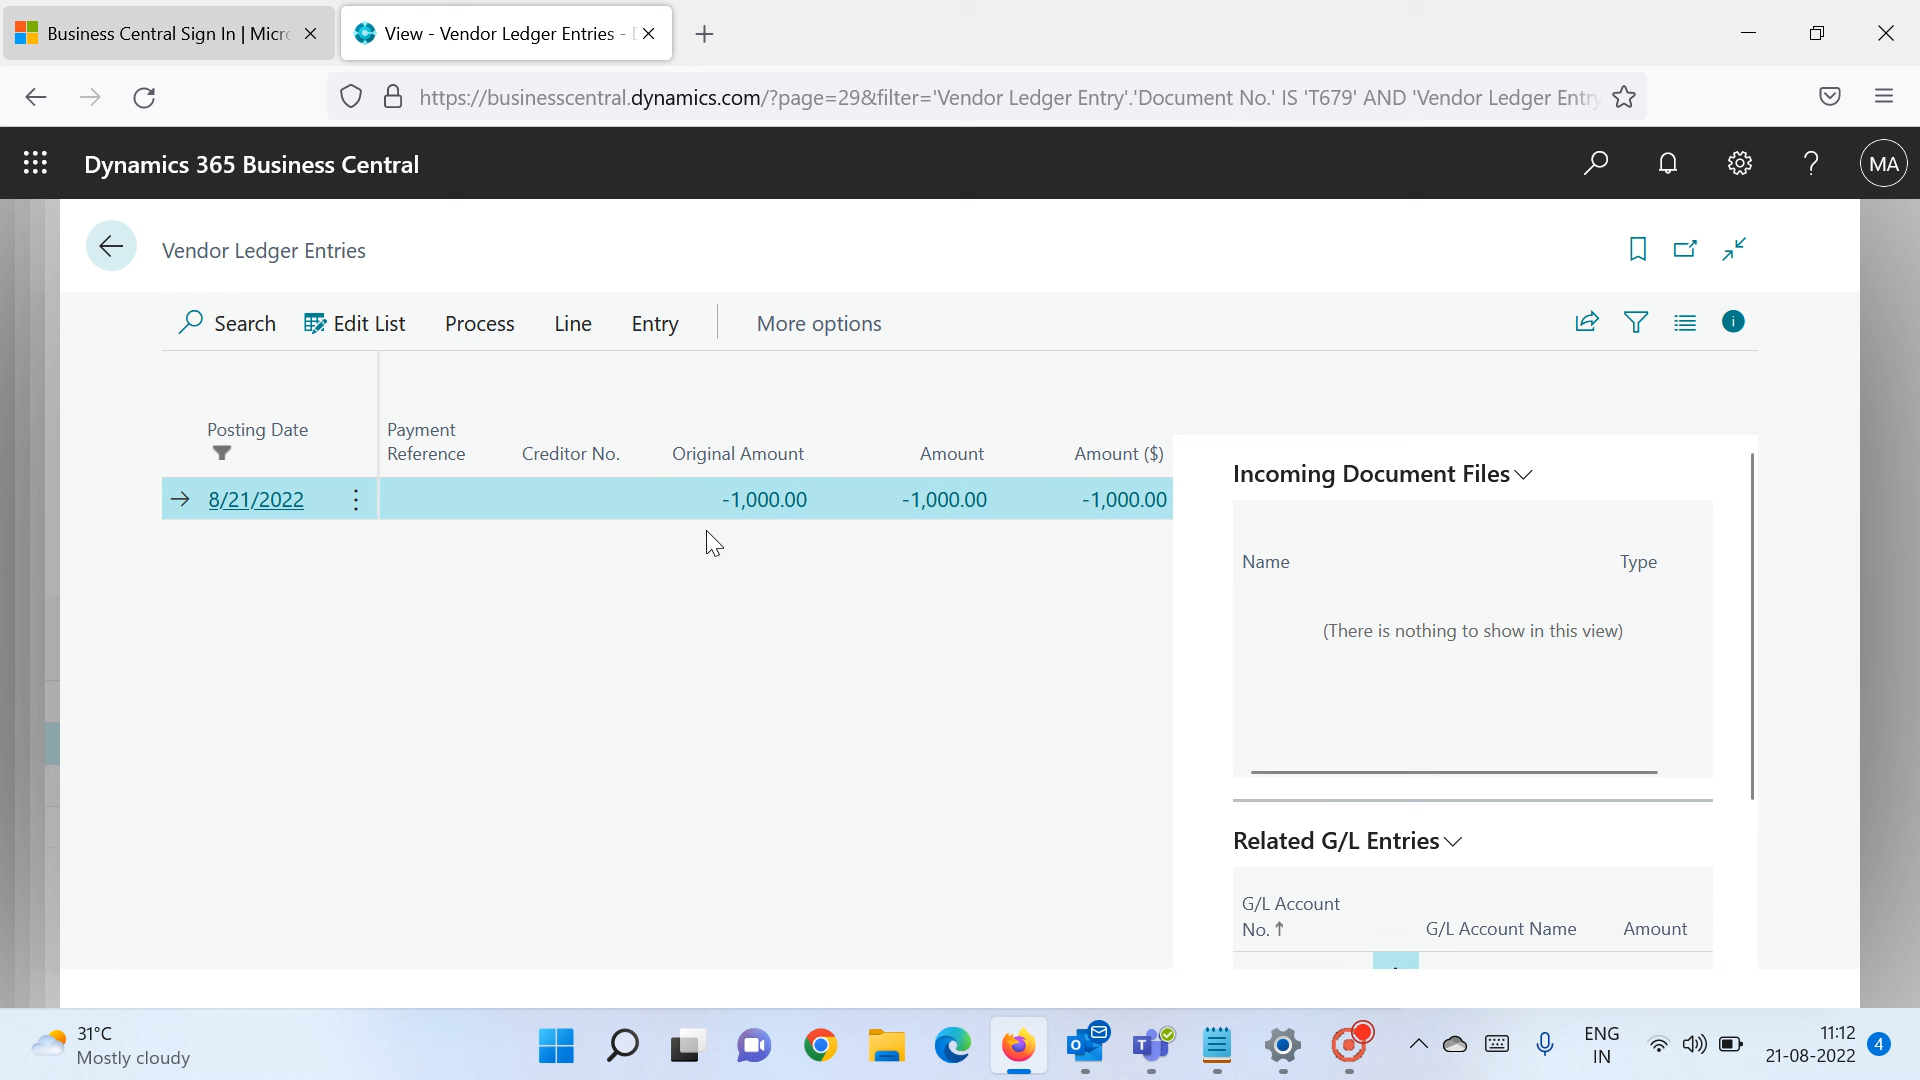 Business Central Sign In | Micr
View - Vendor Ledger Entries -
https://businesscentral.dynamics.com/?page=29&filter='Vendor Ledger Entry'.'Document No.' IS 'T679' AND 'Vendor Ledger Entry
Dynamics 365 Business Central
MA
Vendor Ledger Entries
Search
Edit List
Process
Line
Entry
More options
Posting Date
Payment
Reference
Creditor No.
Original Amount
Amount
Amount ($)
8/21/2022
-1,000.00
-1,000.00
-1,000.00
Incoming Document Files
Name
Type
(There is nothing to show in this view)
Related G/L Entries
G/L Account
No.↑
G/L Account Name
Amount
31°C
Mostly cloudy
ENG
IN
11:12
21-08-2022
4